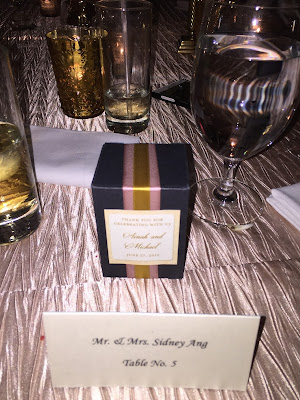 THANK YOU FOR
CELEBRATING WITH US
and
Michael
Mr. & Mrs. Sidney Ang
Table No. 5